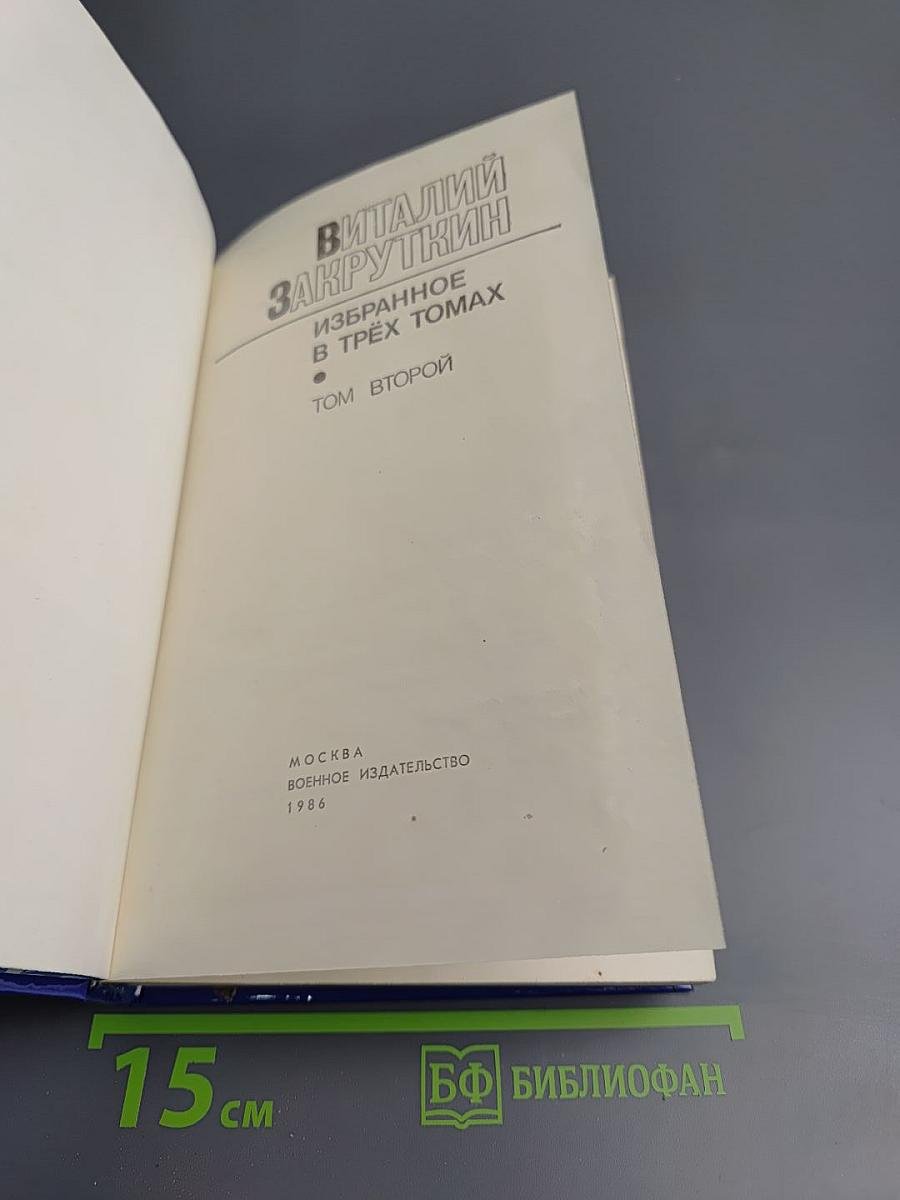 ВИТАЛИЙ
ЗАКРУТКИН
ИЗБРАННОЕ
В ТРЁХ ТОМАХ
ТОМ ВТОРОЙ
МОСКВА
ВОЕННОЕ ИЗДАТЕЛЬСТВО
1986
15 см
БФ БИБЛИОФАН